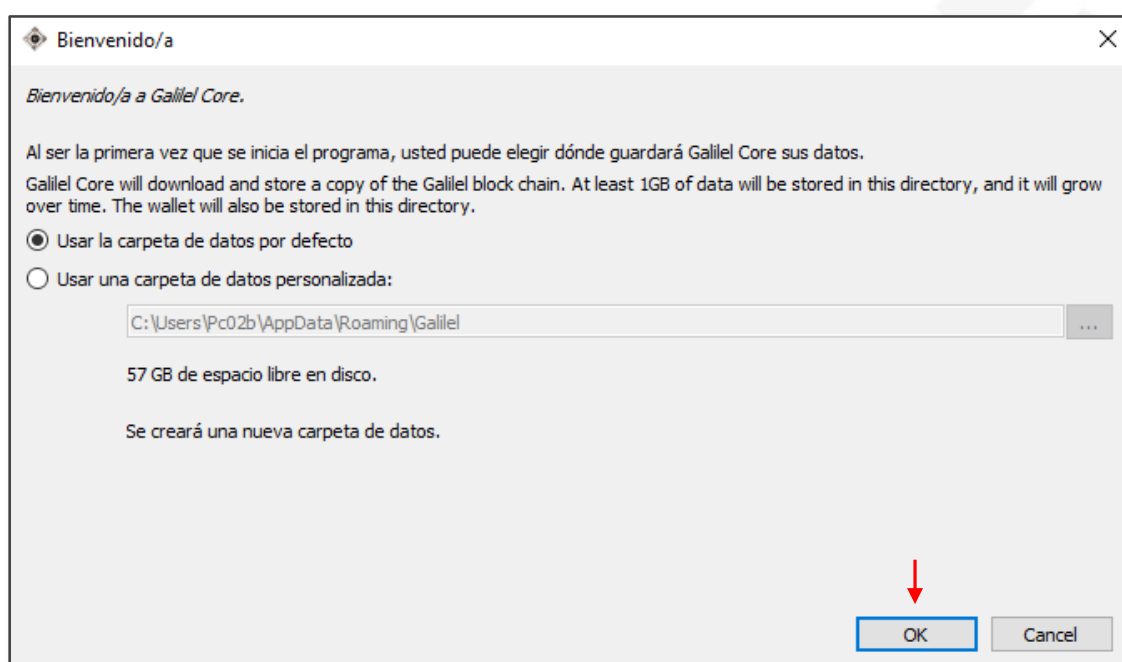 Bienvenido/a
Bienvenido/a a Galilel Core.
Al ser la primera vez que se inicia el programa, usted puede elegir dónde guardará Galilel Core sus datos.
Galilel Core will download and store a copy of the Galilel block chain. At least 1GB of data will be stored in this directory, and it will grow
over time. The wallet will also be stored in this directory.
Usar la carpeta de datos por defecto
Usar una carpeta de datos personalizada:
C:\Users\Pc02b\AppData\Roaming\Galilel
...
57 GB de espacio libre en disco.
Se creará una nueva carpeta de datos.
OK
Cancel